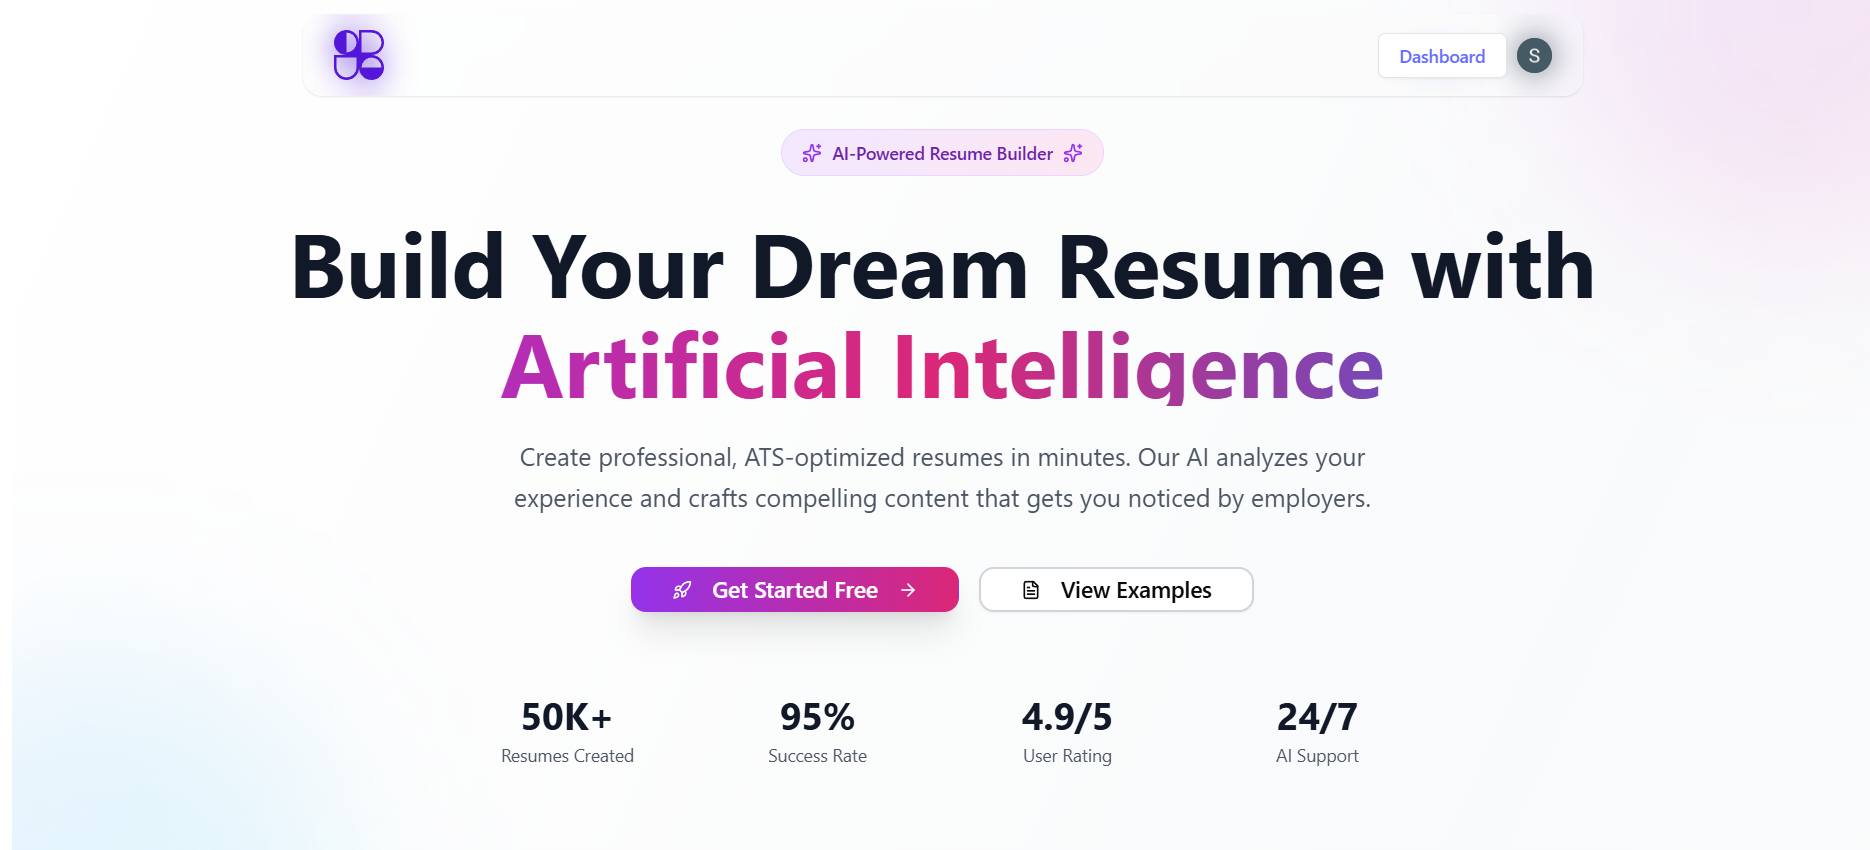 Dashboard
S
AI-Powered Resume Builder
Build Your Dream Resume with
Artificial Intelligence
Create professional, ATS-optimized resumes in minutes. Our AI analyzes your
experience and crafts compelling content that gets you noticed by employers.
Get Started Free
View Examples
50K+
Resumes Created
95%
Success Rate
4.9/5
User Rating
24/7
AI Support